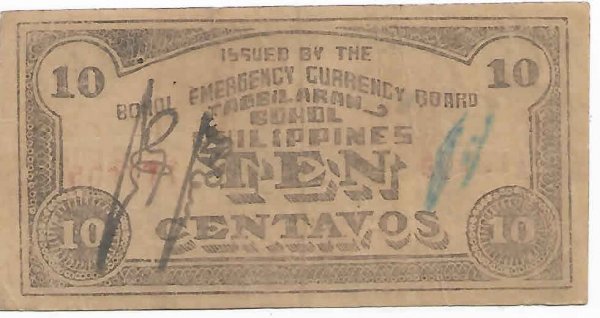 10 ISSUED BY THE 10
BOHOL EMERGENCY CURRENCY BOARD
TAGBILARAN
BOHOL
PHILIPPINES
TEN
CENTAVOS
10 10